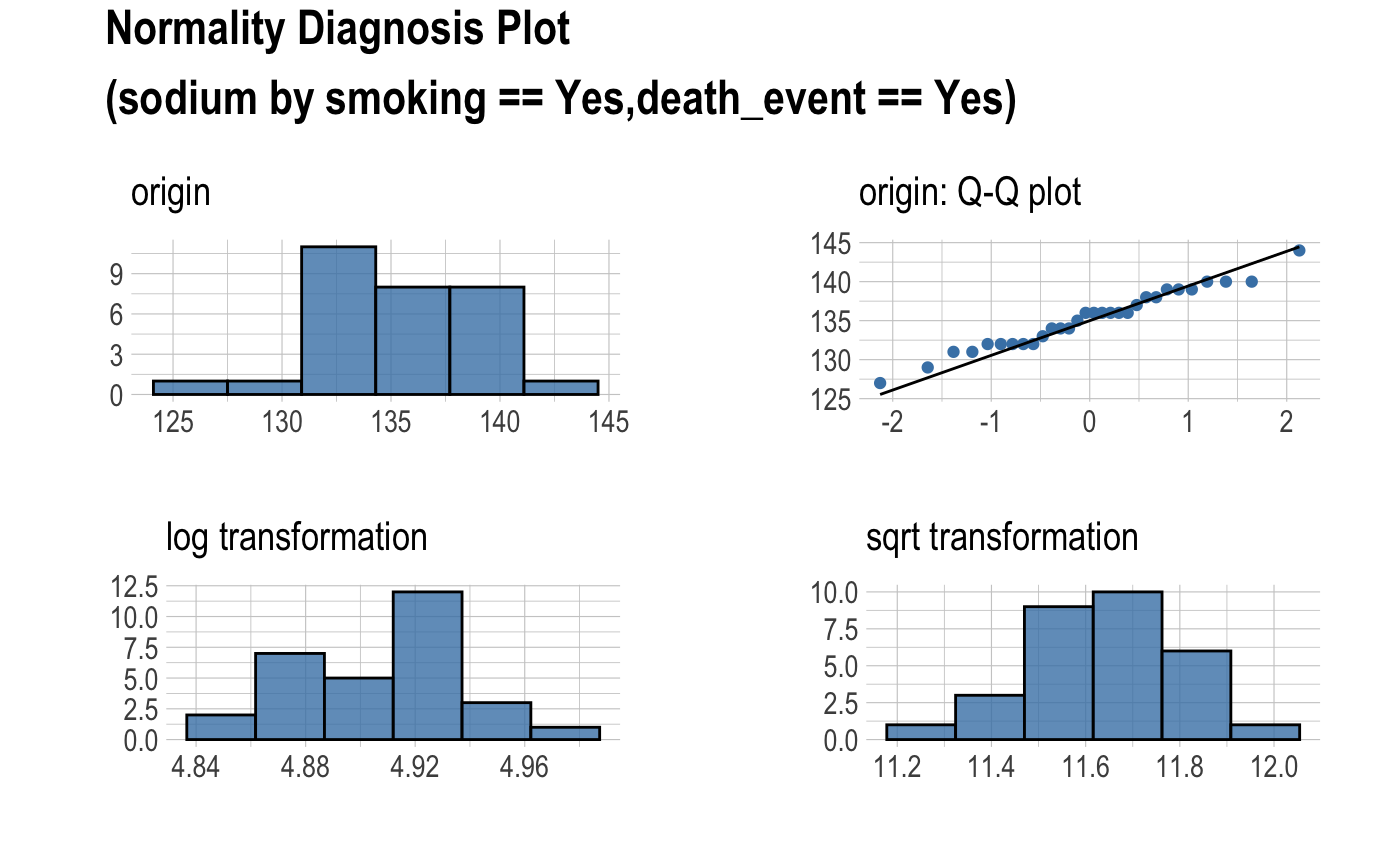 Normality Diagnosis Plot
(sodium by smoking == Yes,death_event == Yes)
origin
9
6
3
0
125 130 135 140 145
origin: Q-Q plot
145
140
135
130
125
-2 -1 0 1 2
log transformation
12.5
10.0
7.5
5.0
2.5
0.0
4.84 4.88 4.92 4.96
sqrt transformation
10.0
7.5
5.0
2.5
0.0
11.2 11.4 11.6 11.8 12.0